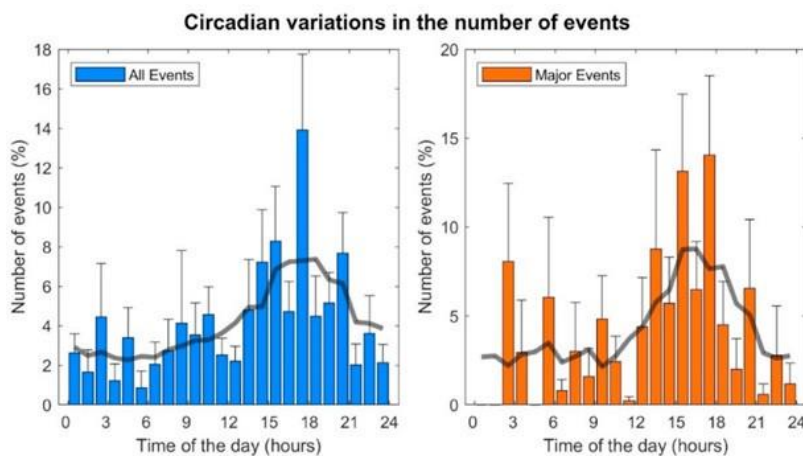 Circadian variations in the number of events
All Events
Number of events (%)
18
16
14
12
10
8
6
4
2
0
0 3 6 9 12 15 18 21 24
Time of the day (hours)
Major Events
Number of events (%)
20
15
10
5
0
0 3 6 9 12 15 18 21 24
Time of the day (hours)